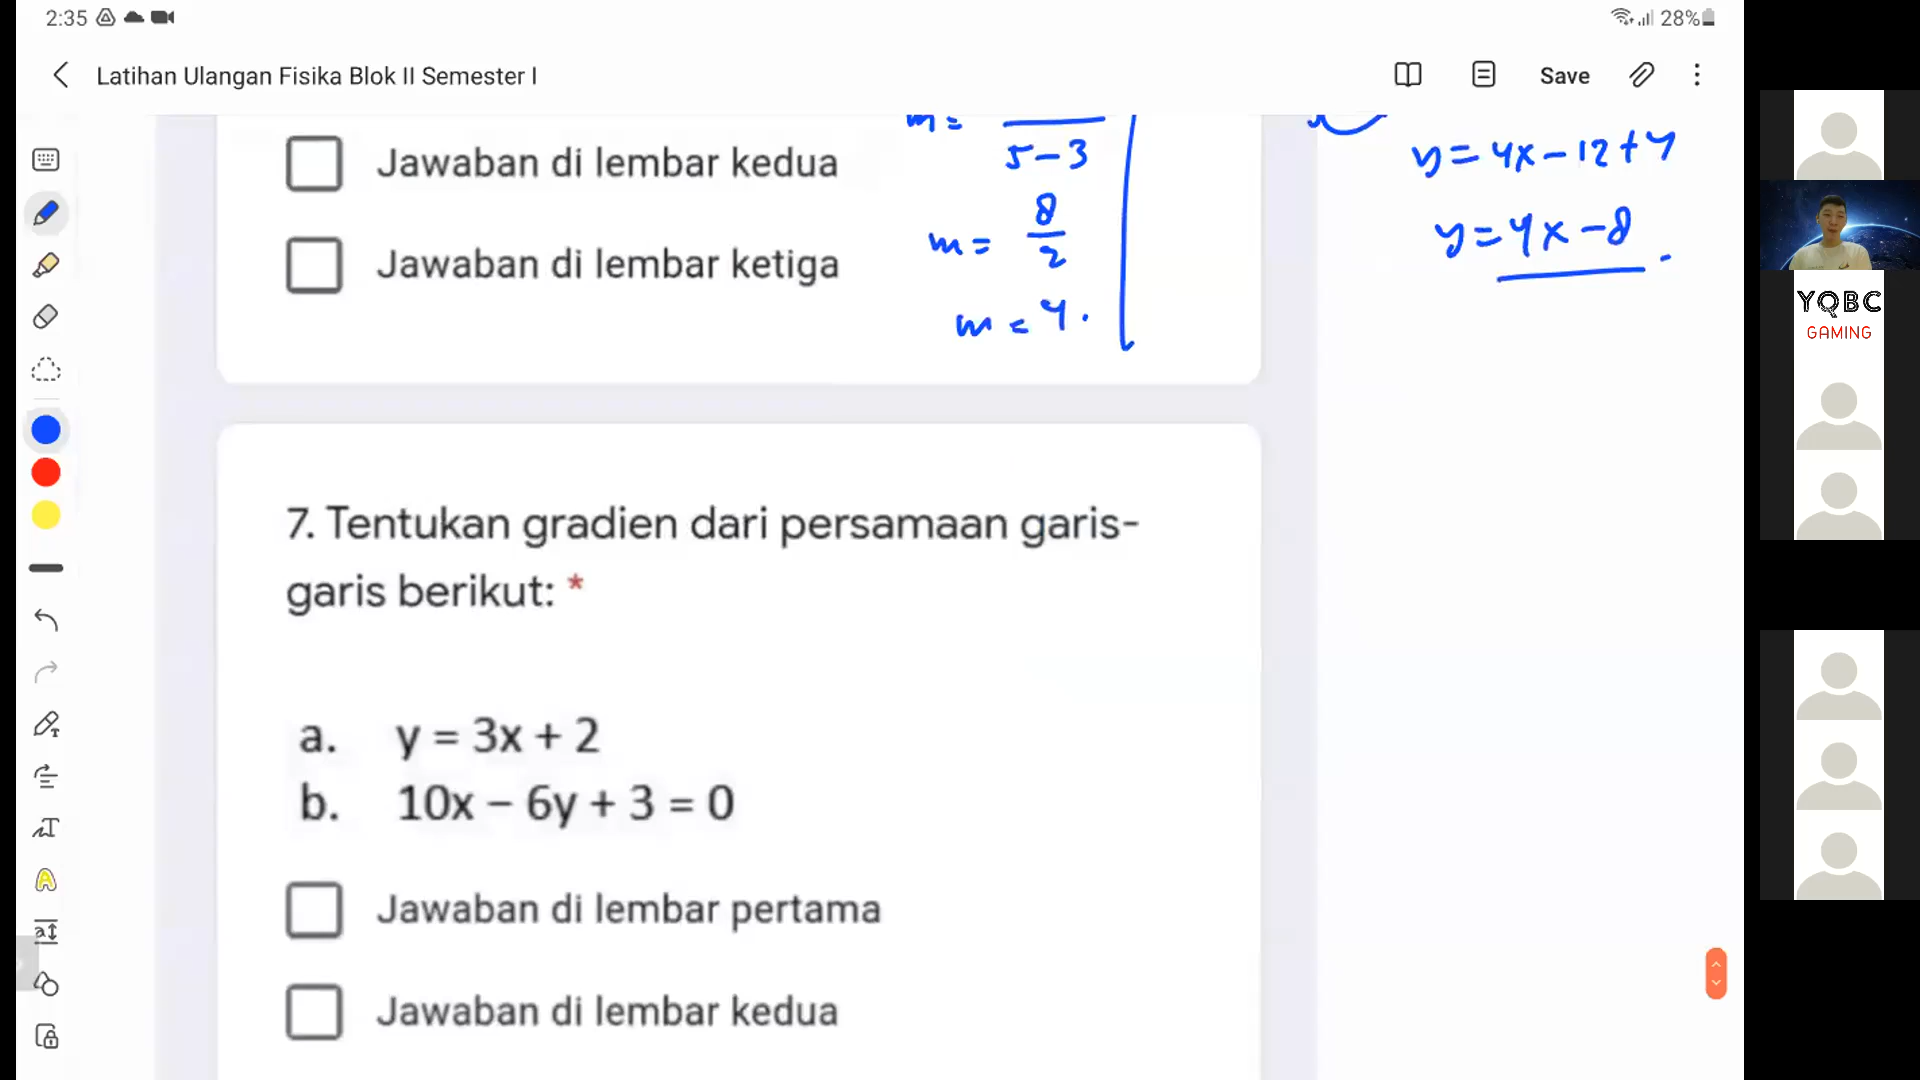 2:35
28%
Latihan Ulangan Fisika Blok II Semester I
Save
m =
5 - 3
m = 8/2
m = 4.
y = 4x - 12 + 4
y = 4x - 8 .
Jawaban di lembar kedua
Jawaban di lembar ketiga
YQBC
GAMING
7. Tentukan gradien dari persamaan garis-
garis berikut: *
a. y = 3x + 2
b. 10x – 6y + 3 = 0
Jawaban di lembar pertama
Jawaban di lembar kedua